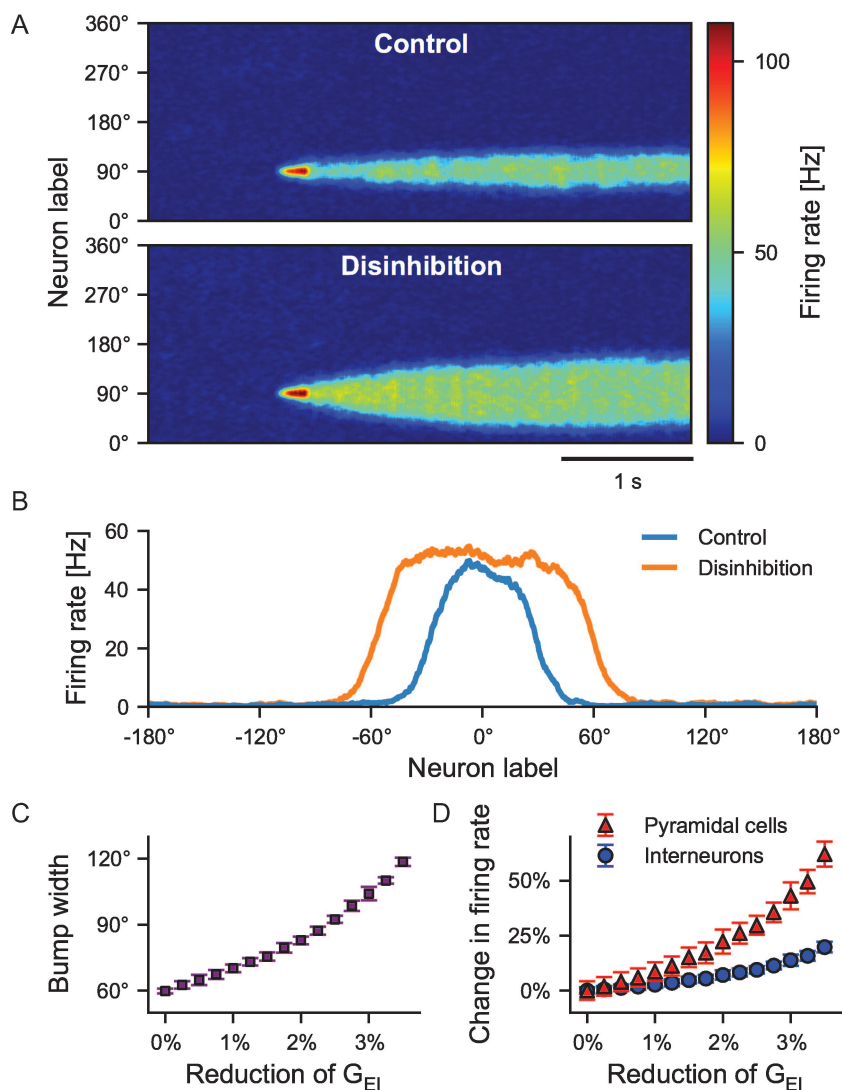 A
Control
360°
270°
180°
90°
0°
Neuron label
Disinhibition
360°
270°
180°
90°
0°
100
50
0
Firing rate [Hz]
1 s
B
Firing rate [Hz]
60
40
20
0
Control
Disinhibition
-180°
-120°
-60°
0°
60°
120°
180°
Neuron label
C
Bump width
120°
90°
60°
0%
1%
2%
3%
Reduction of G_EI
D
Change in firing rate
Pyramidal cells
Interneurons
50%
25%
0%
0%
1%
2%
3%
Reduction of G_EI